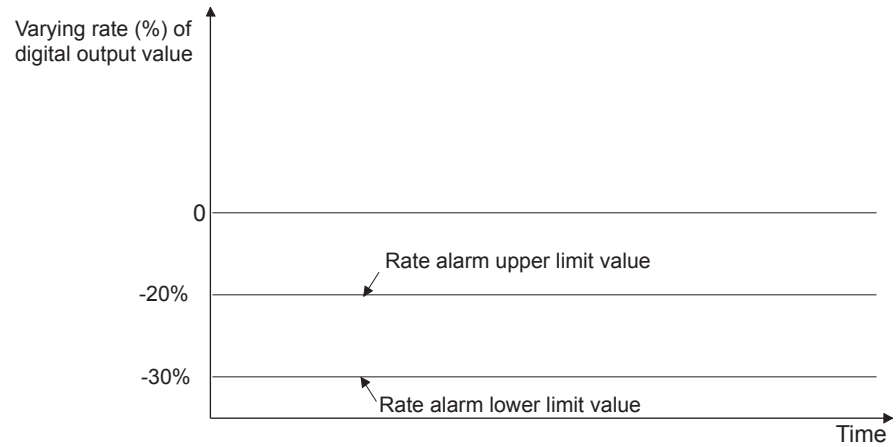 Varying rate (%) of
digital output value
0
Rate alarm upper limit value
-20%
-30%
Rate alarm lower limit value
Time